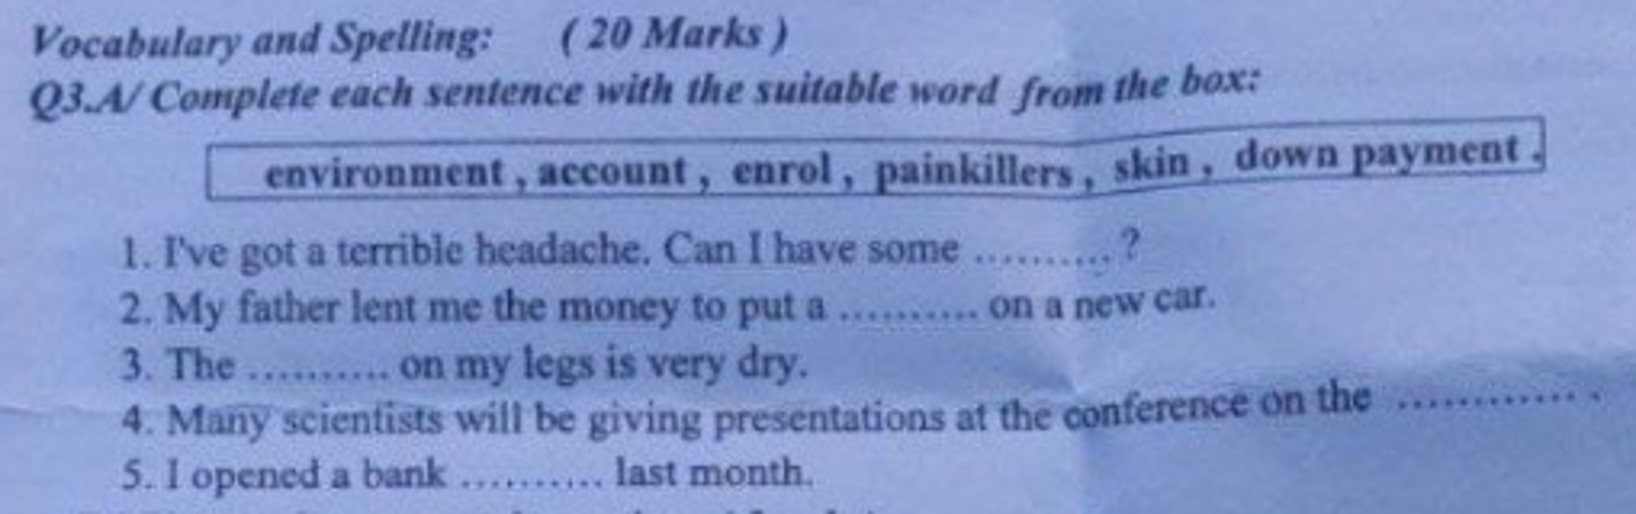 Vocabulary and Spelling: ( 20 Marks )
Q3.A/ Complete each sentence with the suitable word from the box:
environment , account , enrol , painkillers , skin , down payment .
1. I've got a terrible headache. Can I have some ........... ?
2. My father lent me the money to put a .......... on a new car.
3. The .......... on my legs is very dry.
4. Many scientists will be giving presentations at the conference on the ............. .
5. I opened a bank .......... last month.